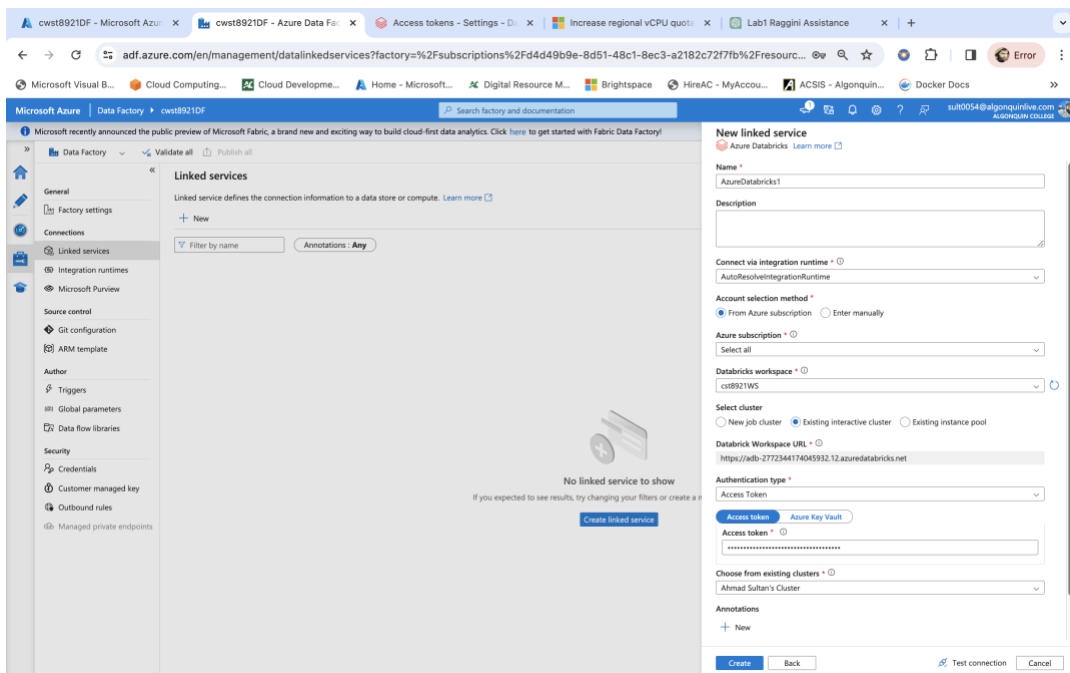 cwst8921DF - Microsoft Azur
cwst8921DF - Azure Data Fac
Access tokens - Settings - Da
Increase regional vCPU quota
Lab1 Raggini Assistance
adf.azure.com/en/management/datalinkedservices?factory=%2Fsubscriptions%2Fd4d49b9e-8d51-48c1-8ec3-a2182c72f7fb%2Fresourc...
Error
Microsoft Visual B...
Cloud Computing...
Cloud Developme...
Home - Microsoft...
Digital Resource M...
Brightspace
HireAC - MyAccou...
ACSIS - Algonquin...
Docker Docs
Microsoft Azure
Data Factory
cwst8921DF
Search factory and documentation
1
sult0054@algonquinlive.com
ALGONQUIN COLLEGE
Microsoft recently announced the public preview of Microsoft Fabric, a brand new and exciting way to build cloud-first data analytics. Click here to get started with Fabric Data Factory!
Data Factory
Validate all
Publish all
General
Factory settings
Connections
Linked services
Integration runtimes
Microsoft Purview
Source control
Git configuration
ARM template
Author
Triggers
Global parameters
Data flow libraries
Security
Credentials
Customer managed key
Outbound rules
Managed private endpoints
Linked services
Linked service defines the connection information to a data store or compute. Learn more
+ New
Filter by name
Annotations : Any
No linked service to show
If you expected to see results, try changing your filters or create a n
Create linked service
New linked service
Azure Databricks Learn more
Name *
AzureDatabricks1
Description
Connect via integration runtime *
AutoResolveIntegrationRuntime
Account selection method *
From Azure subscription
Enter manually
Azure subscription *
Select all
Databricks workspace *
cst8921WS
Select cluster
New job cluster
Existing interactive cluster
Existing instance pool
Databrick Workspace URL *
https://adb-2772344174045932.12.azuredatabricks.net
Authentication type *
Access Token
Access token
Azure Key Vault
Access token *
Choose from existing clusters *
Ahmad Sultan's Cluster
Annotations
+ New
Create
Back
Test connection
Cancel